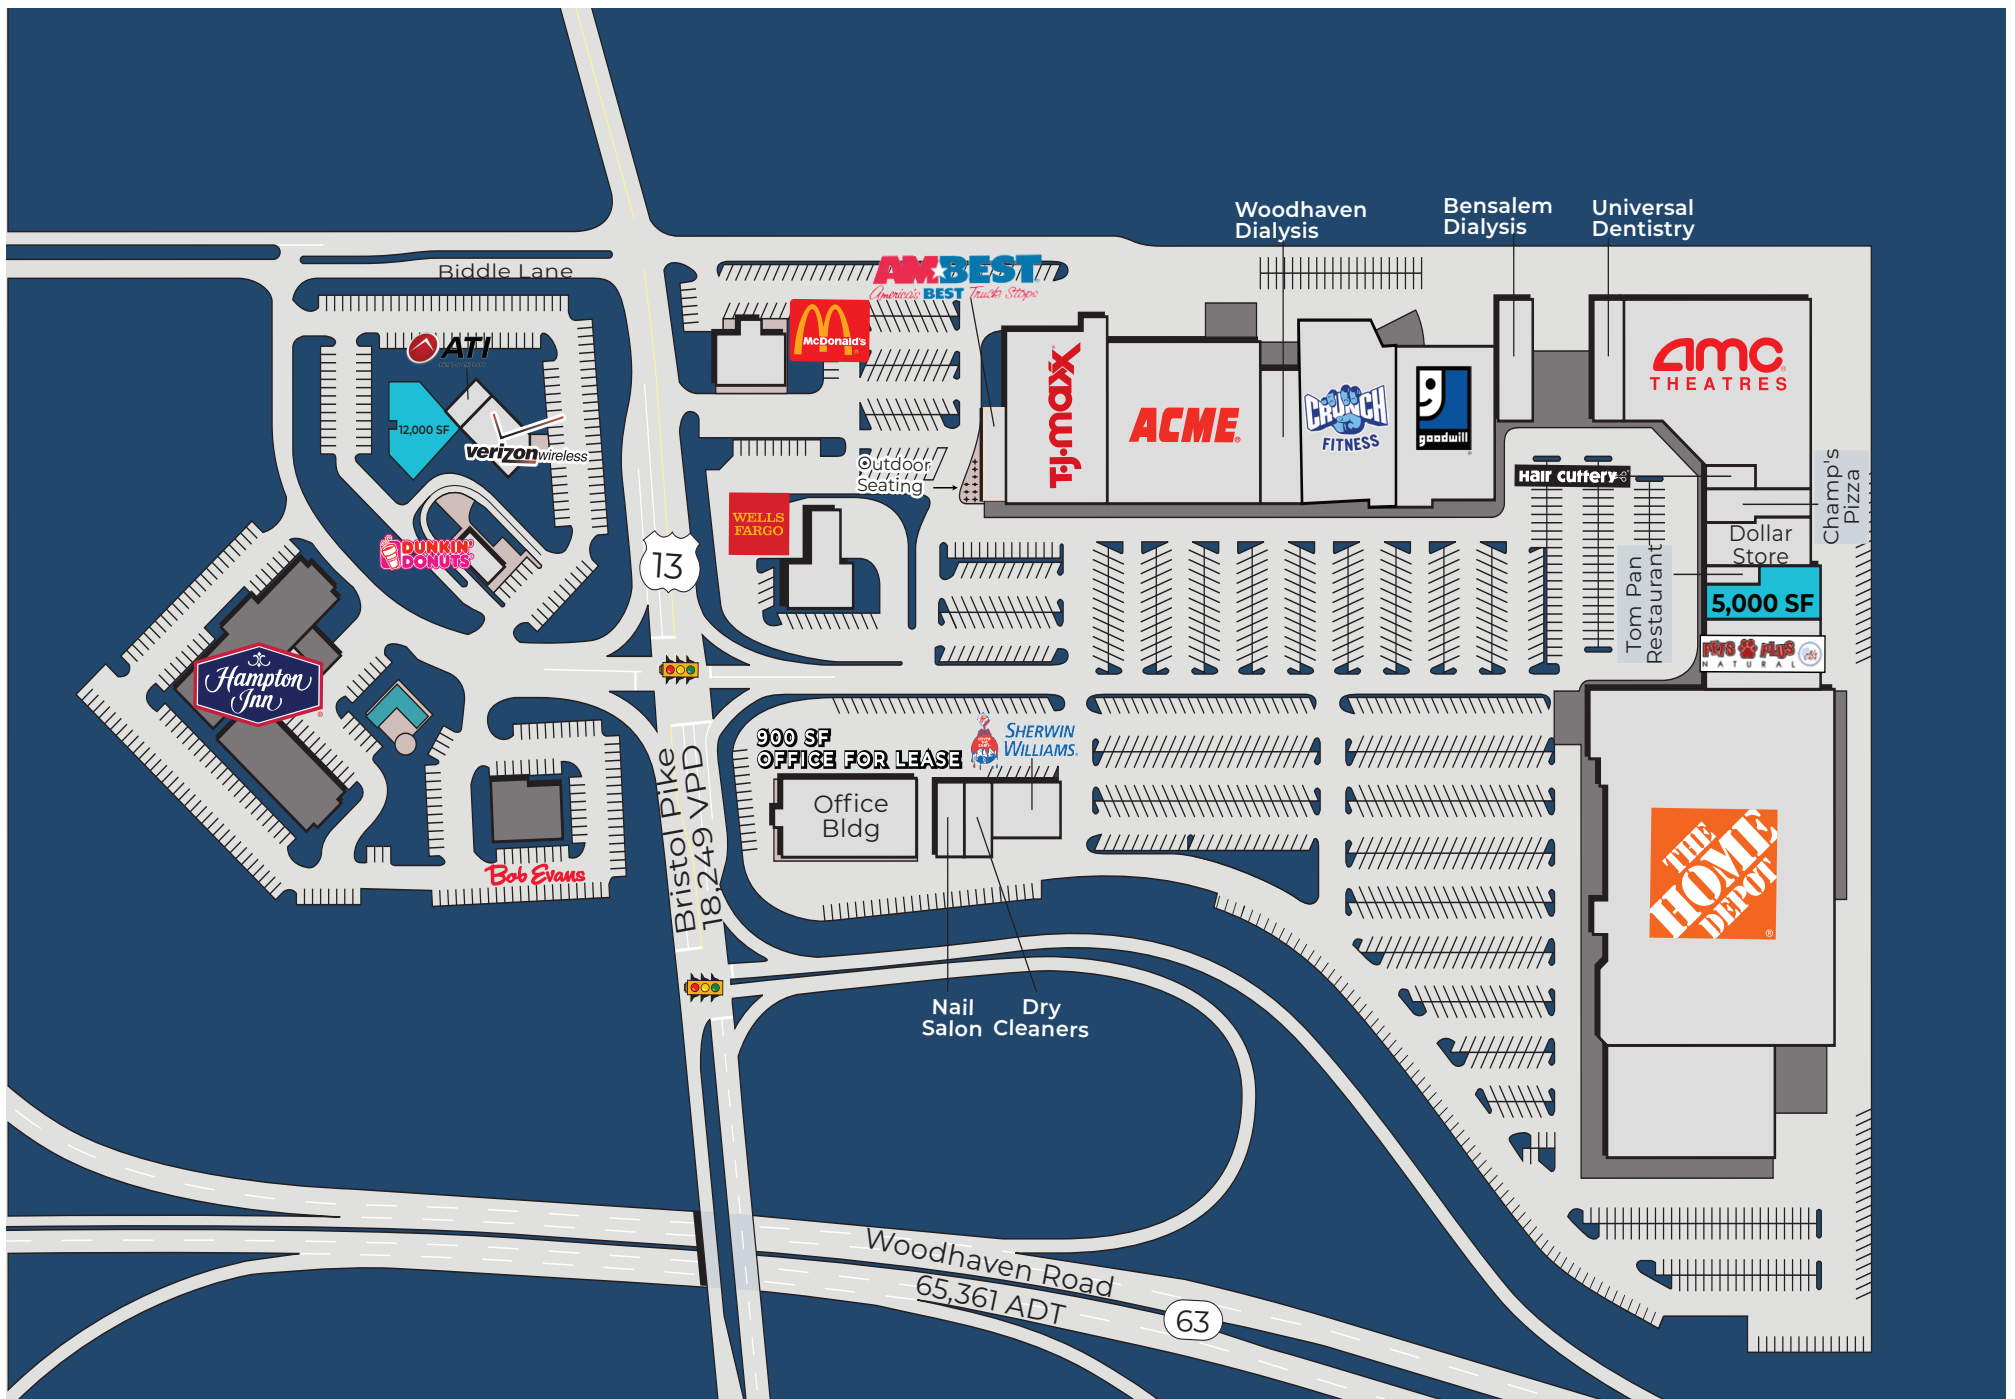 Woodhaven
Dialysis
Bensalem
Dialysis
Universal
Dentistry
Biddle Lane
AMBEST
America's BEST Truck Stops
McDonald's
ATI
12,000 SF
verizonwireless
T·J·maxx
ACME
CRUNCH
FITNESS
goodwill
AMC
THEATRES
Outdoor
Seating
Hair Cuttery
Champ's
Pizza
WELLS
FARGO
DUNKIN'
DONUTS
13
Dollar
Store
Tom Pan
Restaurant
5,000 SF
PETS PLUS
NATURAL
Hampton
Inn
900 SF
OFFICE FOR LEASE
SHERWIN
WILLIAMS.
Office
Bldg
Bristol Pike
18,249 VPD
Bob Evans
THE
HOME
DEPOT
Nail
Salon
Dry
Cleaners
Woodhaven Road
65,361 ADT
63